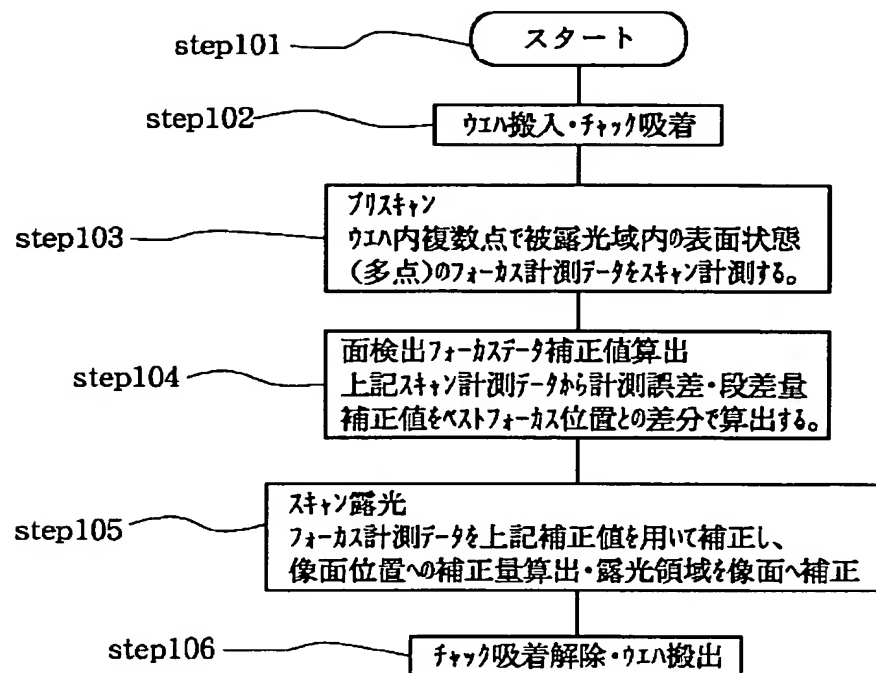 step101
スタート
step102
ウエハ搬入・チャック吸着
step103
プリスキャン
ウエハ内複数点で被露光域内の表面状態
(多点)のフォーカス計測データをスキャン計測する。
step104
面検出フォーカスデータ補正値算出
上記スキャン計測データから計測誤差・段差量
補正値をベストフォーカス位置との差分で算出する。
step105
スキャン露光
フォーカス計測データを上記補正値を用いて補正し、
像面位置への補正量算出・露光領域を像面へ補正
step106
チャック吸着解除・ウエハ搬出